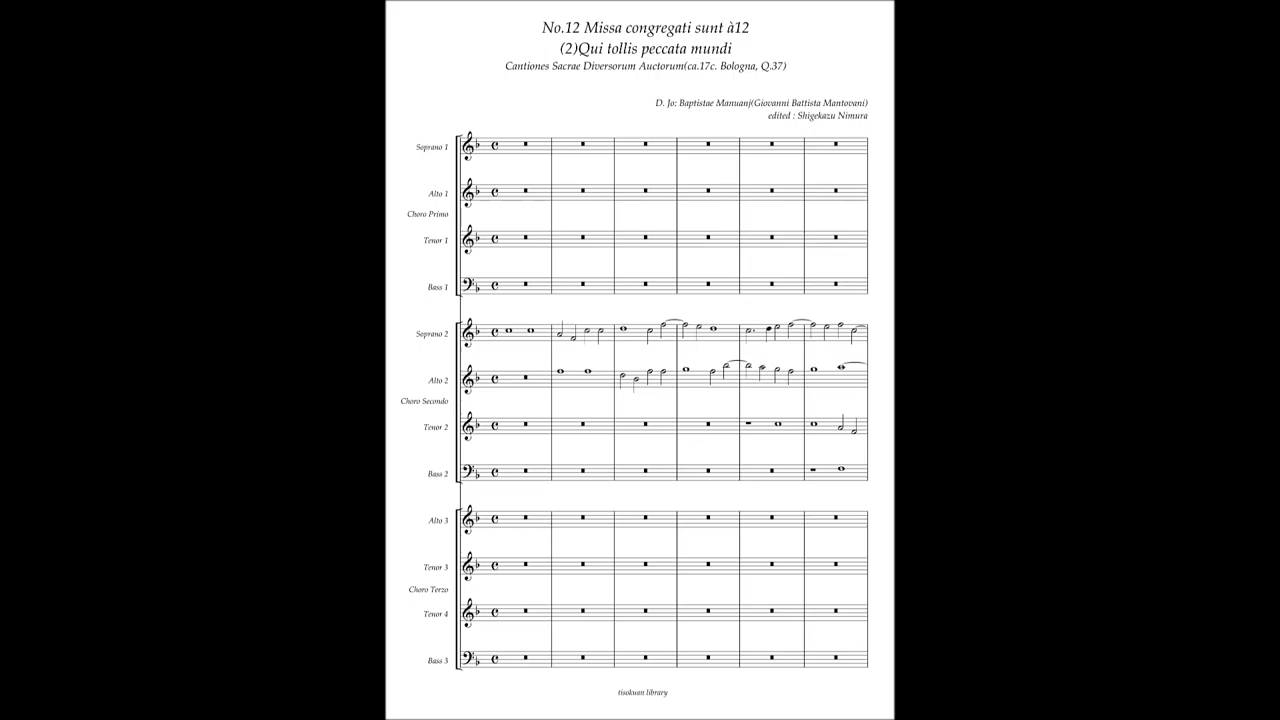 No.12 Missa congregati sunt à12
(2)Qui tollis peccata mundi
Cantiones Sacrae Diversorum Auctorum(ca.17c. Bologna, Q.37)
D. Jo: Baptistae Manuanj(Giovanni Battista Mantovani)
edited : Shigekazu Nimura
Soprano 1
Alto 1
Choro Primo
Tenor 1
Bass 1
Soprano 2
Alto 2
Choro Secondo
Tenor 2
Bass 2
Alto 3
Tenor 3
Choro Terzo
Tenor 4
Bass 3
tisokuan library